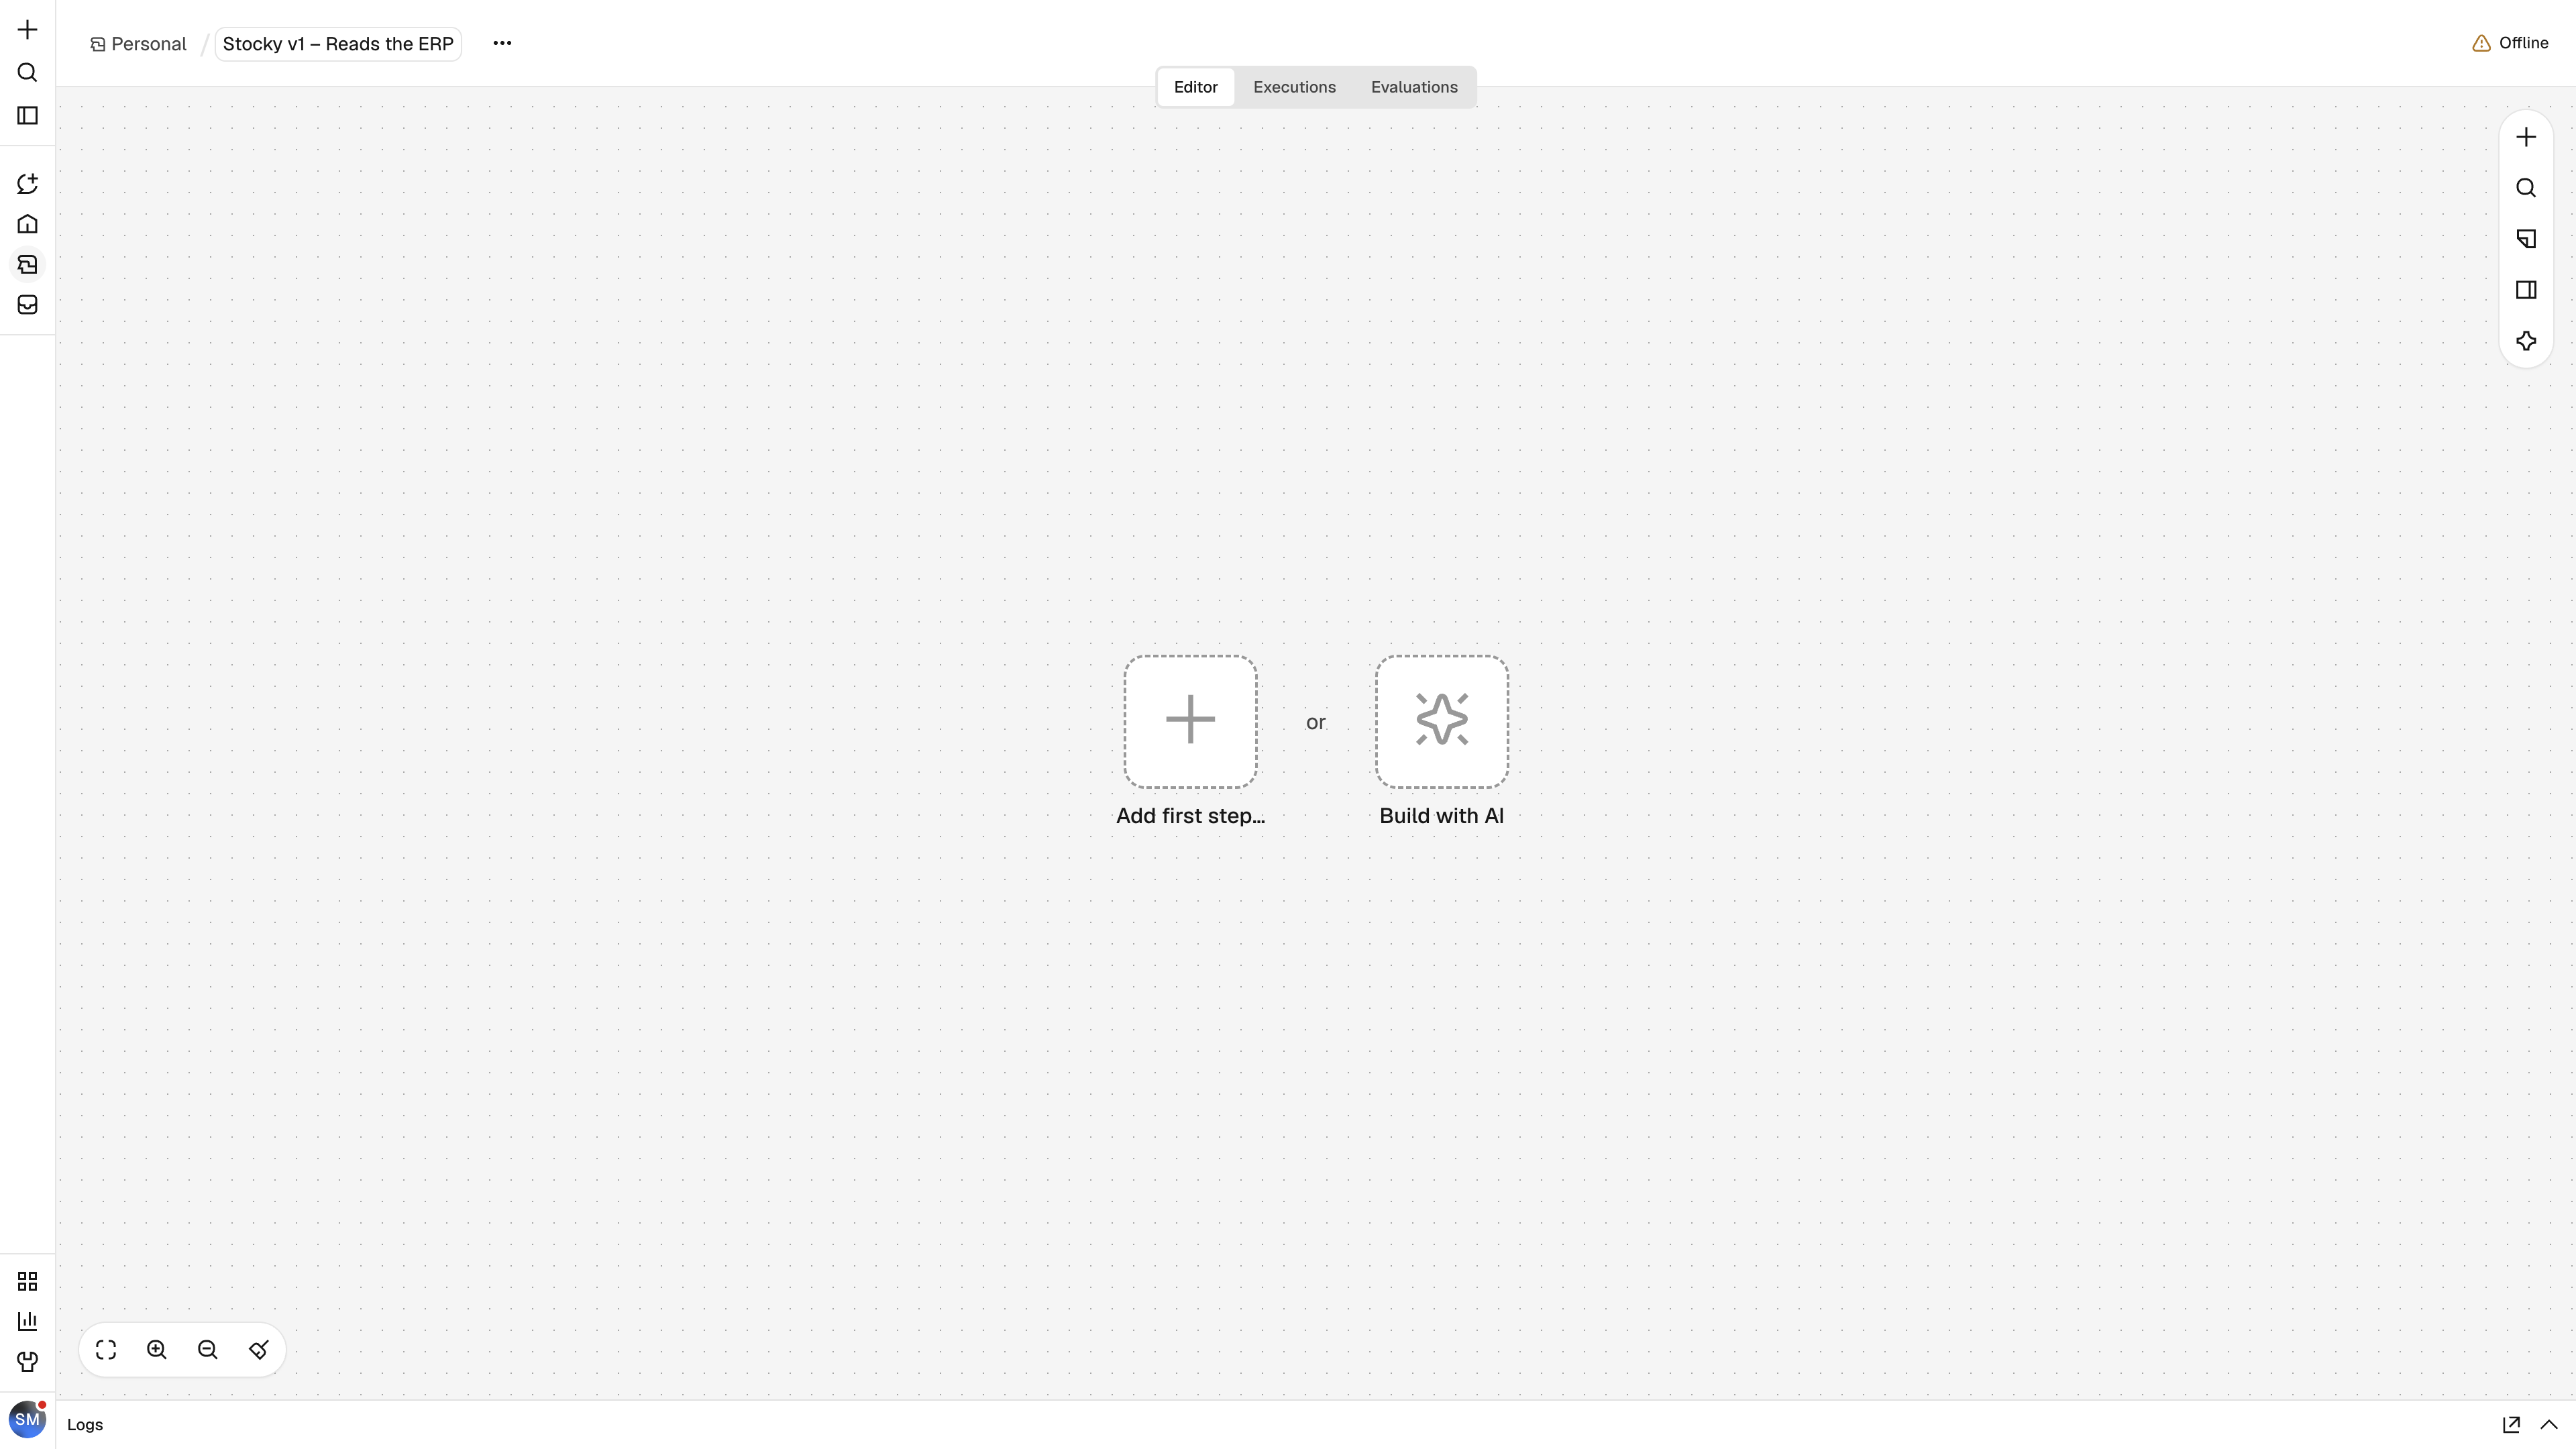 Personal / Stocky v1 – Reads the ERP
Offline
Editor Executions Evaluations
or
Add first step...
Build with AI
SM
Logs